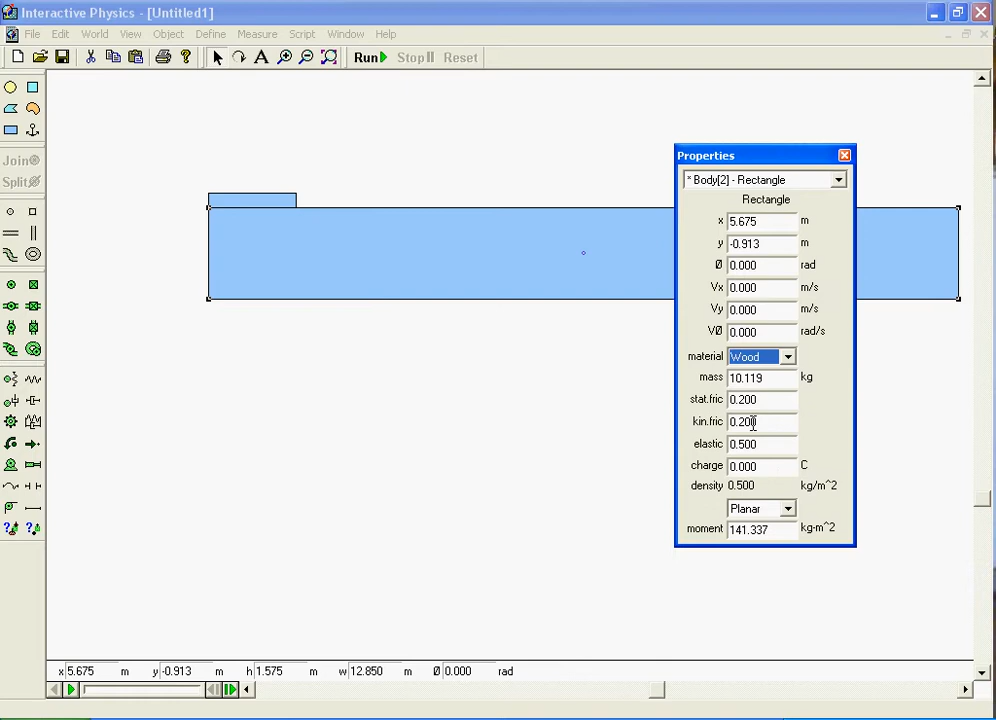 Interactive Physics - [Untitled1]
File Edit World View Object Define Measure Script Window Help
A ? Run Stop Reset
Join
Split
Properties
* Body[2] - Rectangle
Rectangle
x 5.675 m
y -0.913 m
Ø 0.000 rad
Vx 0.000 m/s
Vy 0.000 m/s
VØ 0.000 rad/s
material Wood
mass 10.119 kg
stat.fric 0.200
kin.fric 0.200
elastic 0.500
charge 0.000 C
density 0.500 kg/m^2
Planar
moment 141.337 kg-m^2
x 5.675 m y -0.913 m h 1.575 m w 12.850 m Ø 0.000 rad